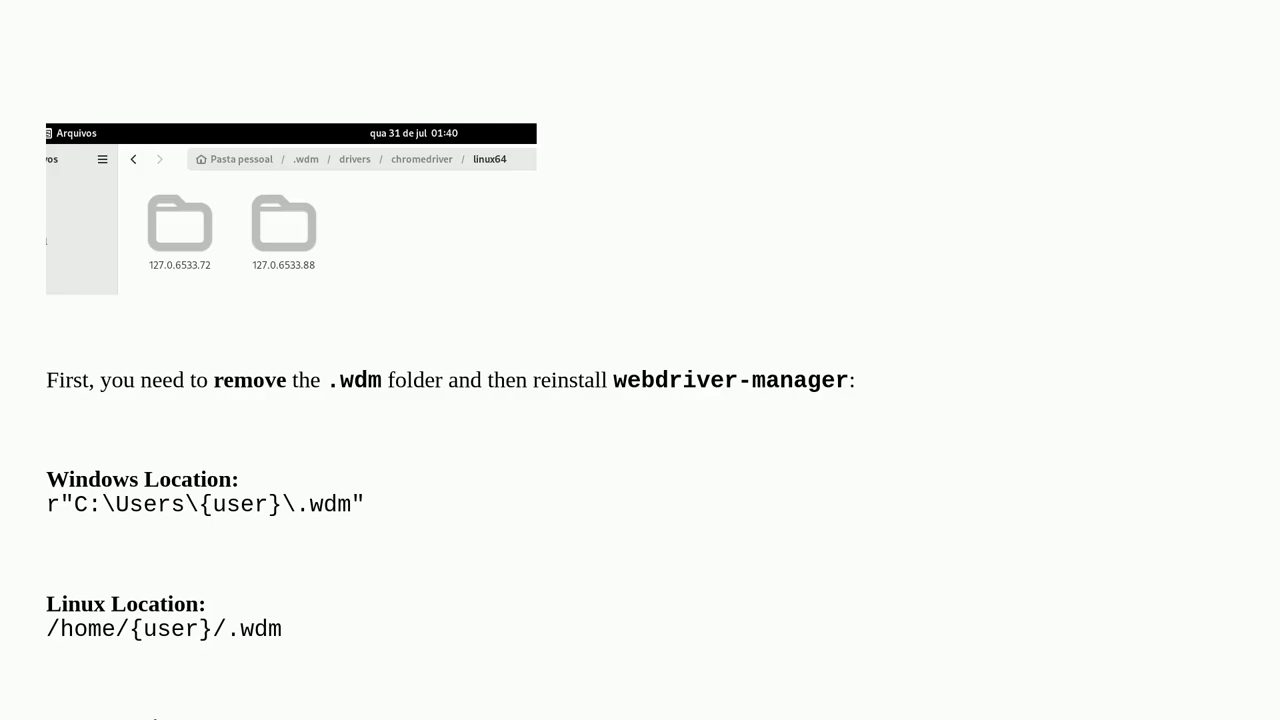 Arquivos
qua 31 de jul 01:40
vos
Pasta pessoal / .wdm / drivers / chromedriver / linux64
127.0.6533.72
127.0.6533.88
First, you need to remove the .wdm folder and then reinstall webdriver-manager:
Windows Location:
r"C:\Users\{user}\.wdm"
Linux Location:
/home/{user}/.wdm